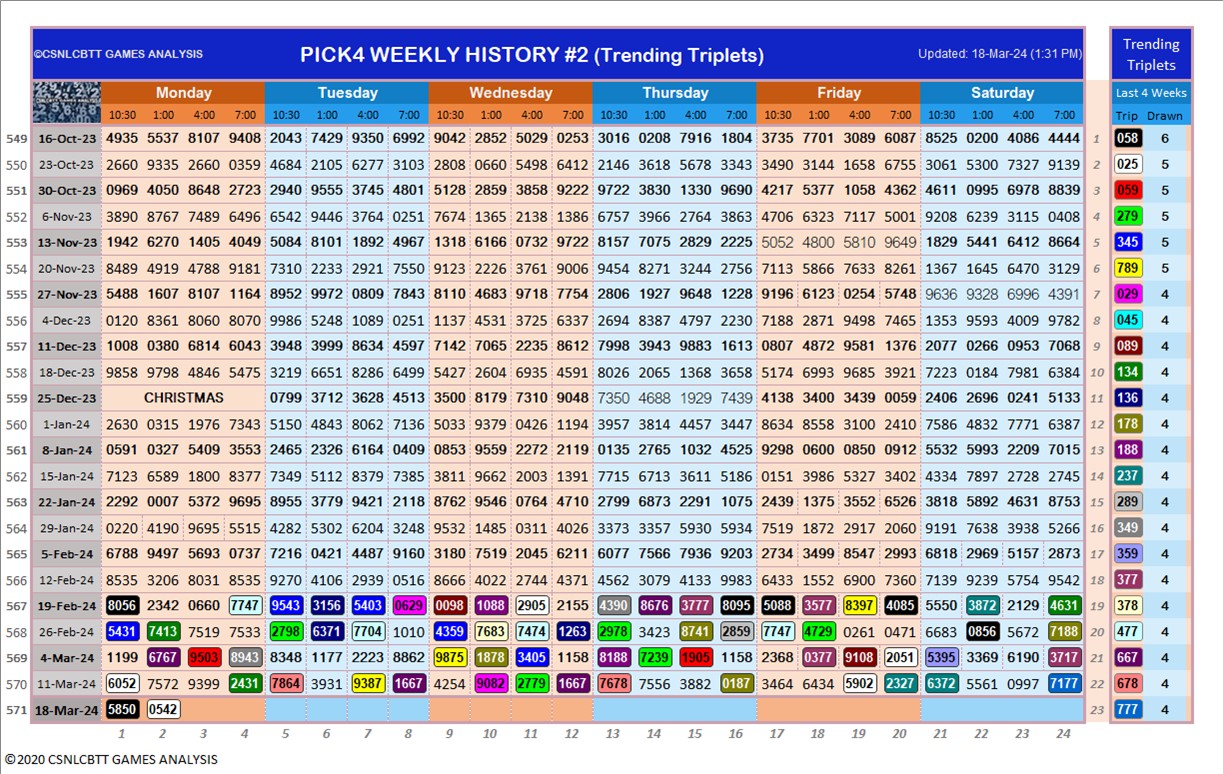 ©CSNLCBTT GAMES ANALYSIS PICK4 WEEKLY HISTORY #2 (Trending Triplets) Updated: 18-Mar-24 (1:31 PM) Trending Triplets
Monday Tuesday Wednesday Thursday Friday Saturday Last 4 Weeks
10:30 1:00 4:00 7:00 10:30 1:00 4:00 7:00 10:30 1:00 4:00 7:00 10:30 1:00 4:00 7:00 10:30 1:00 4:00 7:00 10:30 1:00 4:00 7:00 Trip Drawn
549 16-Oct-23 4935 5537 8107 9408 2043 7429 9350 6992 9042 2852 5029 0253 3016 0208 7916 1804 3735 7701 3089 6087 8525 0200 4086 4444 1 058 6
550 23-Oct-23 2660 9335 2660 0359 4684 2105 6277 3103 2808 0660 5498 6412 2146 3618 5678 3343 3490 3144 1658 6755 3061 5300 7327 9139 2 025 5
551 30-Oct-23 0969 4050 8648 2723 2940 9555 3745 4801 5128 2859 3858 9222 9722 3830 1330 9690 4217 5377 1058 4362 4611 0995 6978 8839 3 059 5
552 6-Nov-23 3890 8767 7489 6496 6542 9446 3764 0251 7674 1365 2138 1386 6757 3966 2764 3863 4706 6323 7117 5001 9208 6239 3115 0408 4 279 5
553 13-Nov-23 1942 6270 1405 4049 5084 8101 1892 4967 1318 6166 0732 9722 8157 7075 2829 2225 5052 4800 5810 9649 1829 5441 6412 8664 5 345 5
554 20-Nov-23 8489 4919 4788 9181 7310 2233 2921 7550 9123 2226 3761 9006 9454 8271 3244 2756 7113 5866 7633 8261 1367 1645 6470 3129 6 789 5
555 27-Nov-23 5488 1607 8107 1164 8952 9972 0809 7843 8110 4683 9718 7754 2806 1927 9648 1228 9196 6123 0254 5748 9636 9328 6996 4391 7 029 4
556 4-Dec-23 0120 8361 8060 8070 9986 5248 1089 0251 1137 4531 3725 6337 2694 8387 4797 2230 7188 2871 9498 7465 1353 9593 4009 9782 8 045 4
557 11-Dec-23 1008 0380 6814 6043 3948 3999 8634 4597 7142 7065 2235 8612 7998 3943 9883 1613 0807 4872 9581 1376 2077 0266 0953 7068 9 089 4
558 18-Dec-23 9858 9798 4846 5475 3219 6651 8286 6499 5427 2604 6935 4591 8026 2065 1368 3658 5174 6993 9685 3921 7223 0184 7981 6384 10 134 4
559 25-Dec-23 CHRISTMAS 0799 3712 3628 4513 3500 8179 7310 9048 7350 4688 1929 7439 4138 3400 3439 0059 2406 2696 0241 5133 11 136 4
560 1-Jan-24 2630 0315 1976 7343 5150 4843 8062 7136 5033 9379 0426 1194 3957 3814 4457 3447 8634 8558 3100 2410 7586 4832 7771 6387 12 178 4
561 8-Jan-24 0591 0327 5409 3553 2465 2326 6164 0409 0853 9559 2272 2119 0135 2765 1032 4525 9298 0600 0850 0912 5532 5993 2209 7015 13 188 4
562 15-Jan-24 7123 6589 1800 8377 7349 5112 8379 7382 9811 9662 2003 1391 7715 6713 3611 5186 0151 3986 5327 3402 4334 7897 2728 2745 14 237 4
563 22-Jan-24 2292 0007 5372 9695 8955 3779 9421 2118 8762 9546 0764 4710 2799 6873 2291 1075 2439 1375 3552 6526 3818 5892 4631 8753 15 289 4
564 29-Jan-24 0220 4190 9695 5515 4282 5302 6204 3248 9532 1485 0311 4026 3373 3357 5930 5934 7519 1872 2917 2060 9191 7638 3938 5266 16 349 4
565 5-Feb-24 6788 9497 5693 0737 7216 0421 4487 9160 3180 7519 2045 6211 6077 7566 7936 9203 2734 3499 8547 2993 6818 2969 5157 2873 17 359 4
566 12-Feb-24 8535 3206 8031 8535 9270 4106 2939 0516 8666 4022 2744 4371 4562 3079 4133 9983 6433 1552 6900 7360 7139 9239 5754 9542 18 377 4
567 19-Feb-24 8056 2342 0660 7747 9543 3156 5403 0629 0098 1088 2905 2155 4390 8676 3777 8095 5088 3577 8397 4085 5550 3872 2129 4631 19 378 4
568 26-Feb-24 5431 7413 7519 7533 2798 6371 7704 1010 4359 7683 7474 1263 2978 3423 8741 2859 7747 4729 0261 0471 6683 0856 5672 7188 20 477 4
569 4-Mar-24 1199 6767 9503 8943 8348 1177 2223 8862 9875 1878 3405 1158 8188 7239 1905 1158 2368 0377 9108 2051 5395 3369 6190 3717 21 667 4
570 11-Mar-24 6052 7572 9399 2431 7864 3931 9387 1667 4254 9082 2779 1667 7678 7556 3882 0187 3464 6434 5902 2327 6372 5561 0997 7177 22 678 4
571 18-Mar-24 5850 0542 23 777 4
1 2 3 4 5 6 7 8 9 10 11 12 13 14 15 16 17 18 19 20 21 22 23 24
©2020 CSNLCBTT GAMES ANALYSIS